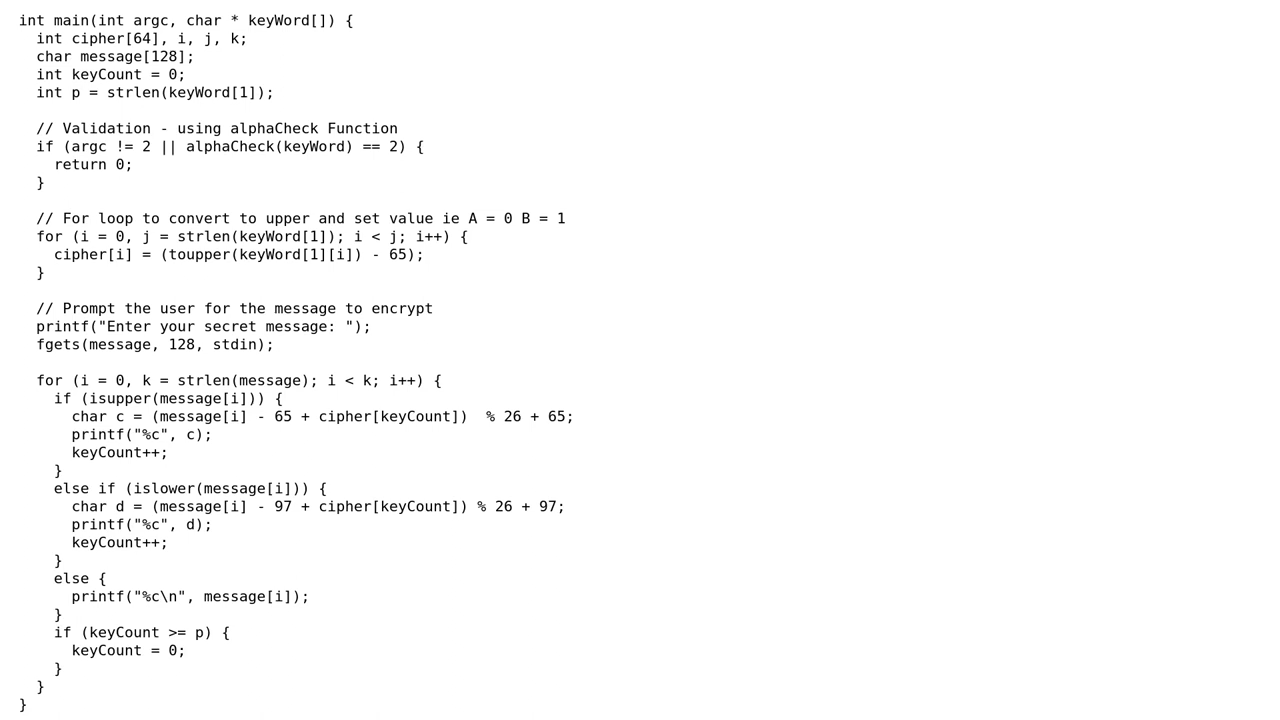 int main(int argc, char * keyWord[]) {
  int cipher[64], i, j, k;
  char message[128];
  int keyCount = 0;
  int p = strlen(keyWord[1]);

  // Validation - using alphaCheck Function
  if (argc != 2 || alphaCheck(keyWord) == 2) {
    return 0;
  }

  // For loop to convert to upper and set value ie A = 0 B = 1
  for (i = 0, j = strlen(keyWord[1]); i < j; i++) {
    cipher[i] = (toupper(keyWord[1][i]) - 65);
  }

  // Prompt the user for the message to encrypt
  printf("Enter your secret message: ");
  fgets(message, 128, stdin);

  for (i = 0, k = strlen(message); i < k; i++) {
    if (isupper(message[i])) {
      char c = (message[i] - 65 + cipher[keyCount])  % 26 + 65;
      printf("%c", c);
      keyCount++;
    }
    else if (islower(message[i])) {
      char d = (message[i] - 97 + cipher[keyCount]) % 26 + 97;
      printf("%c", d);
      keyCount++;
    }
    else {
      printf("%c\n", message[i]);
    }
    if (keyCount >= p) {
      keyCount = 0;
    }
  }
}